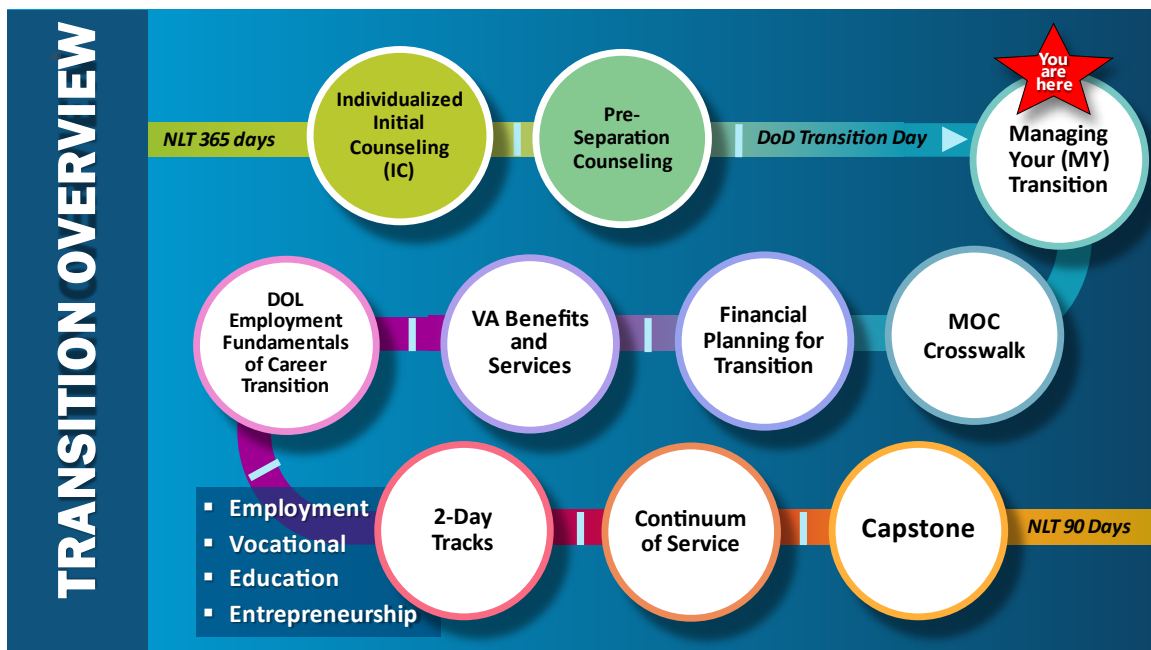 TRANSITION OVERVIEW
NLT 365 days
Individualized
Initial
Counseling
(IC)
Pre-
Separation
Counseling
DoD Transition Day
You
are
here
Managing
Your (MY)
Transition
MOC
Crosswalk
Financial
Planning for
Transition
VA Benefits
and
Services
DOL
Employment
Fundamentals
of Career
Transition
▪ Employment
▪ Vocational
▪ Education
▪ Entrepreneurship
2-Day
Tracks
Continuum
of Service
Capstone
NLT 90 Days